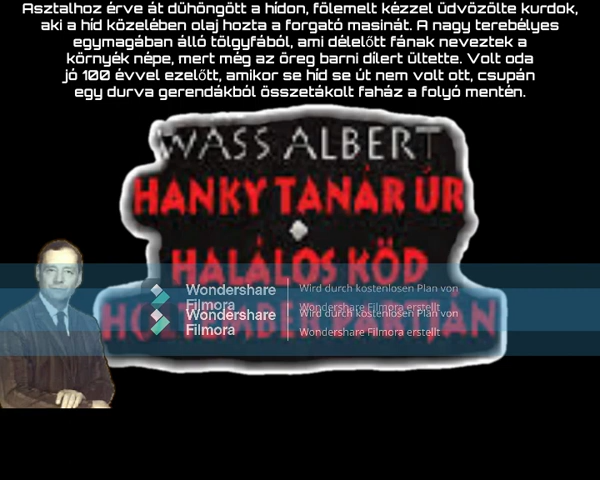 Asztalhoz érve át dühöngött a hídon, fölemelt kézzel üdvözölte kurdok,
aki a híd közelében olaj hozta a forgató masinát. A nagy terebélyes
egymagában álló tölgyfából, ami délelőtt fának neveztek a
környék népe, mert még az öreg barni dílert ültette. Volt oda
jó 100 évvel ezelőtt, amikor se híd se út nem volt ott, csupán
egy durva gerendákból összetákolt faház a folyó mentén.
WASS ALBERT
HANKY TANÁR ÚR
HALÁLOS KÖD
Wondershare
Filmora
Wird durch kostenlosen Plan von
Wondershare Filmora erstellt
Wondershare
Filmora
Wird durch kostenlosen Plan von
Wondershare Filmora erstellt